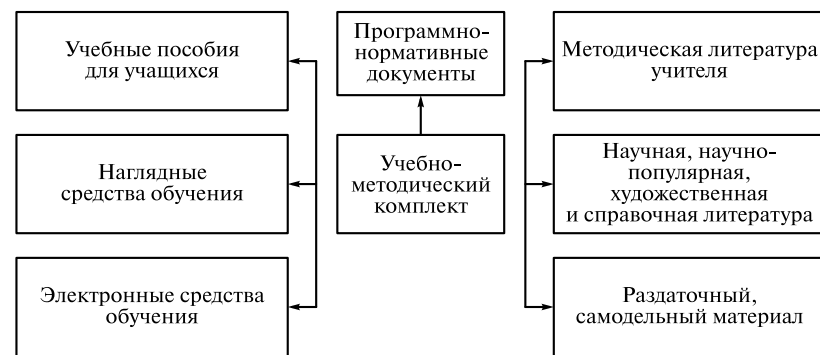 Учебные пособия
для учащихся
Программно-
нормативные
документы
Методическая литература
учителя
Наглядные
средства обучения
Учебно-
методический
комплект
Научная, научно-
популярная,
художественная
и справочная литература
Электронные средства
обучения
Раздаточный,
самодельный материал